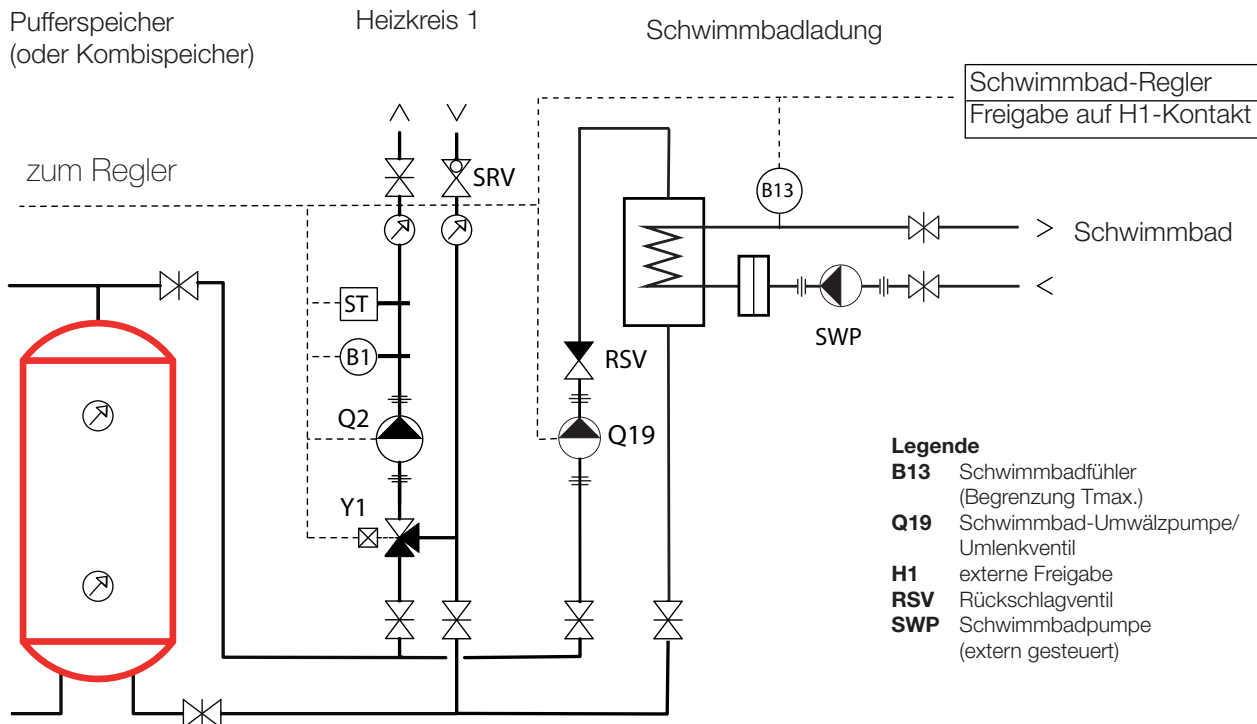 Pufferspeicher
(oder Kombispeicher)
Heizkreis 1
Schwimmbadladung
Schwimmbad-Regler
Freigabe auf H1-Kontakt
zum Regler
SRV
B13
Schwimmbad
ST
B1
RSV
SWP
Q2
Q19
Y1
Legende
B13 Schwimmbadfühler
(Begrenzung Tmax.)
Q19 Schwimmbad-Umwälzpumpe/
Umlenkventil
H1 externe Freigabe
RSV Rückschlagventil
SWP Schwimmbadpumpe
(extern gesteuert)